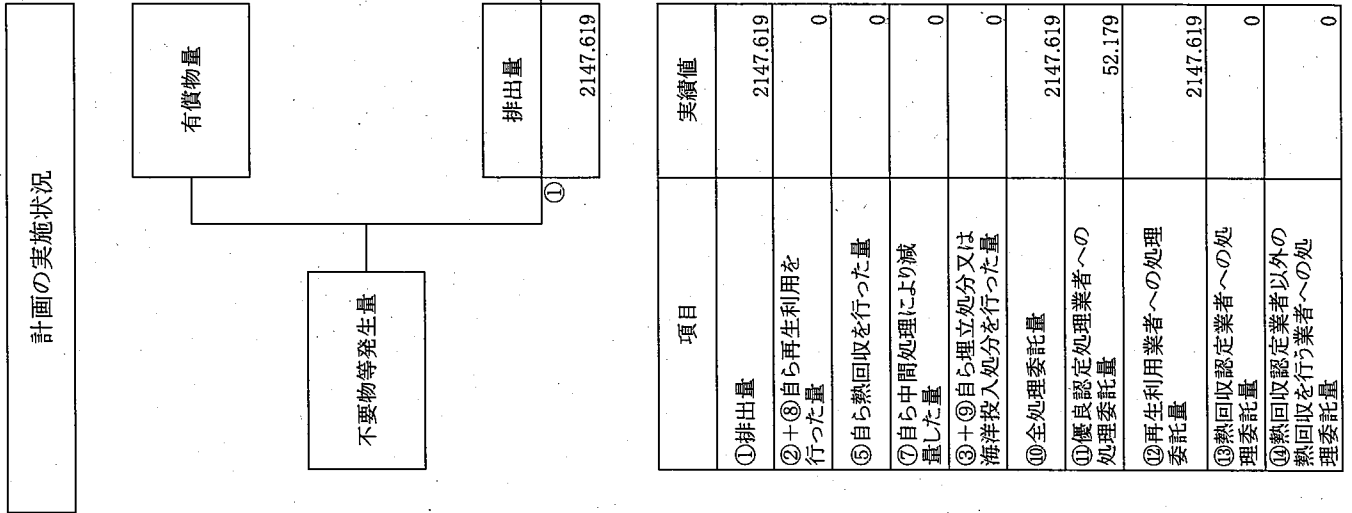 計画の実施状況
有償物量
不要物等発生量
排出量
①
2147.619
項目
実績値
①排出量
2147.619
②+⑧自ら再生利用を
行った量
0
⑤自ら熱回収を行った量
0
⑦自ら中間処理により減
量した量
0
③+⑨自ら埋立処分又は
海洋投入処分を行った量
0
⑩全処理委託量
2147.619
⑪優良認定処理業者への
処理委託量
52.179
⑫再生利用業者への処理
委託量
2147.619
⑬熱回収認定業者への処
理委託量
0
⑭熱回収認定業者以外の
熱回収を行う業者への処
理委託量
0